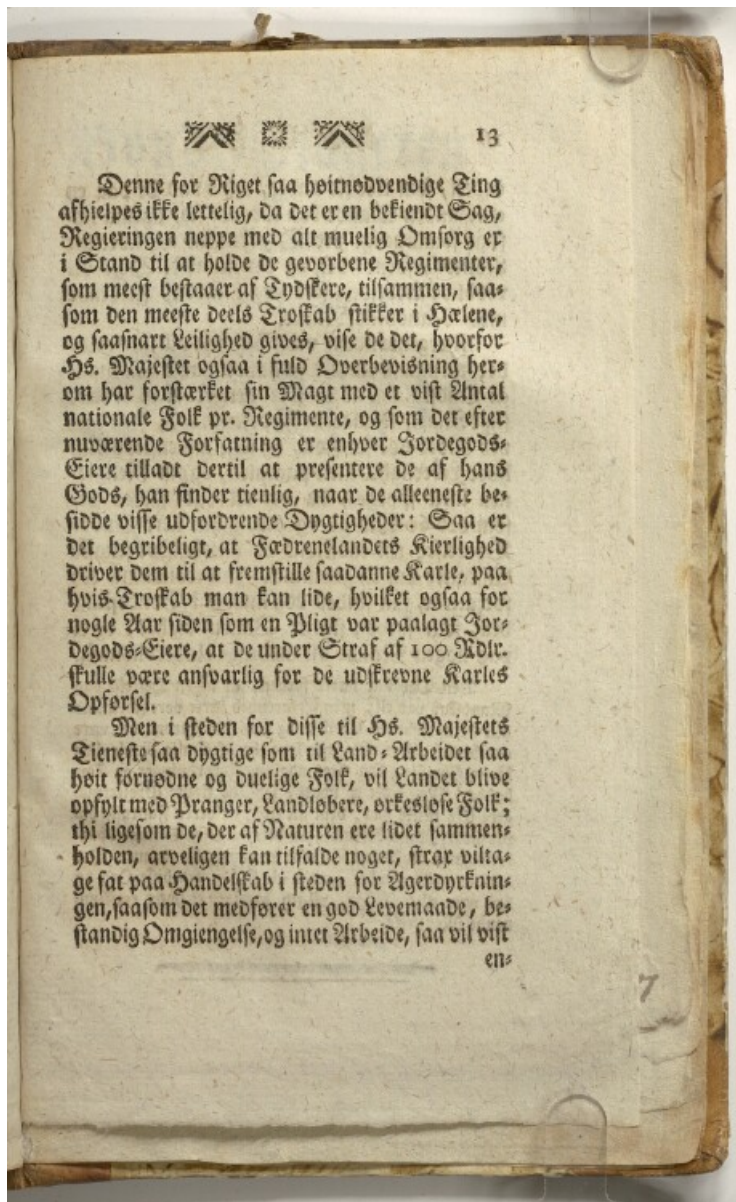 13
Denne for Riget saa høitnødvendige Ting
afhielpes ikke lettelig, da det er en bekiendt Sag,
Regieringen neppe med alt muelig Omsorg er
i Stand til at holde de gevorbene Regimenter,
som meest bestaaer af Tydskere, tilsammen, saa-
som den meeste deels Troskab stikker i Hælene,
og saasnart Leilighed gives, vise de det, hvorfor
Hs. Majestet ogsaa i fuld Overbevisning her-
om har forstærket sin Magt med et vist Antal
nationale Folk pr. Regimente, og som det efter
nuværende Forfatning er enhver Jordegods-
Eiere tilladt dertil at presentere de af hans
Gods, han finder tienlig, naar de alleeneste be-
sidde visse udfordrende Dygtigheder: Saa er
det begribeligt, at Fædrenelandets Kierlighed
driver dem til at fremstille saadanne Karle, paa
hvis Troskab man kan lide, hvilket ogsaa for
nogle Aar siden som en Pligt var paalagt Jor-
degods-Eiere, at de under Straf af 100 Rdlr.
skulle være ansvarlig for de udskrevne Karles
Opførsel.
Men i steden for disse til Hs. Majestets
Tieneste saa dygtige som til Land-Arbeidet saa
høit fornødne og duelige Folk, vil Landet blive
opfylt med Pranger, Landløbere, ørkesløse Folk;
thi ligesom de, der af Naturen ere lidet sammen-
holden, arveligen kan tilfalde noget, strax vil ta-
ge fat paa Handelskab i steden for Agerdyrknin-
gen, saasom det medfører en god Levemaade, be-
standig Omgiengelse, og intet Arbeide, saa vil vist
en-
7